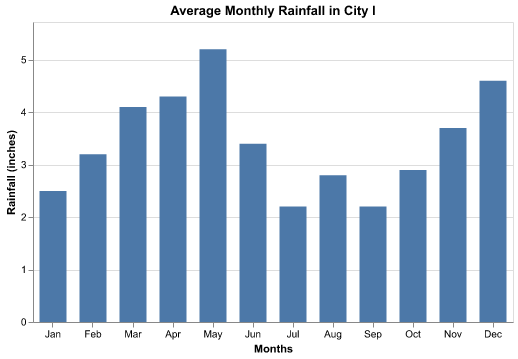 Average Monthly Rainfall in City I
Rainfall (inches)
5
4
3
2
1
0
Jan Feb Mar Apr May Jun Jul Aug Sep Oct Nov Dec
Months